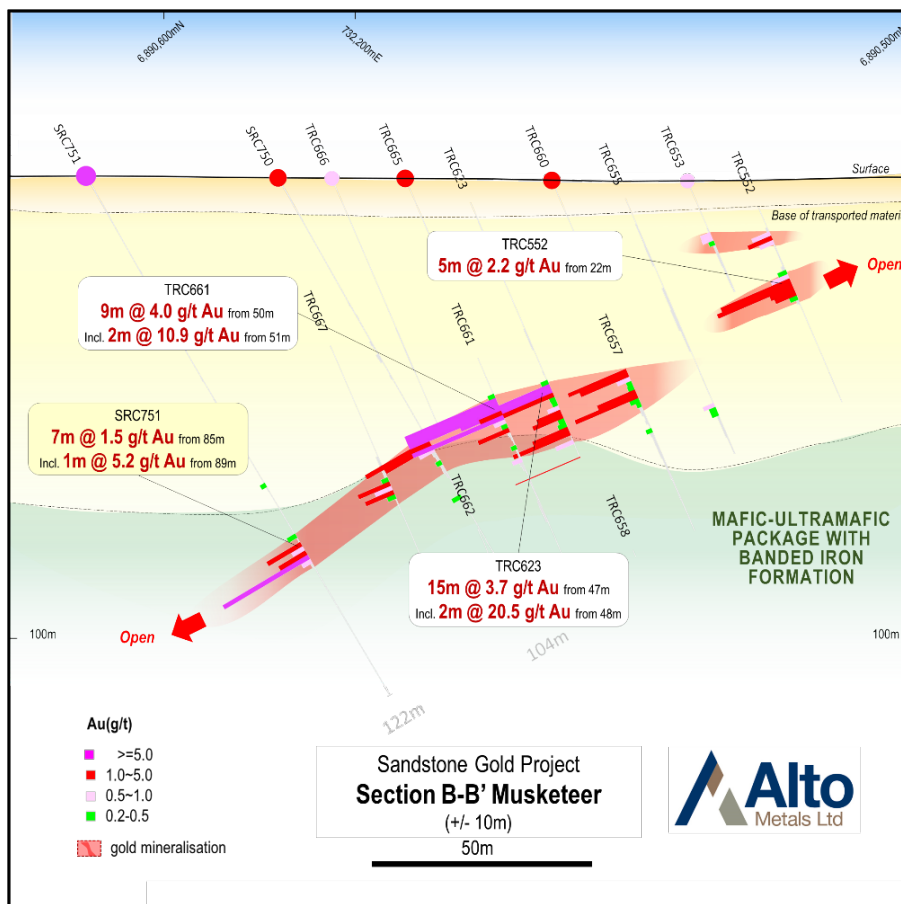 6,890,600mN
732,200mE
6,890,500mN
SRC751
SRC750
TRC666
TRC665
TRC623
TRC660
TRC655
TRC653
TRC552
Surface
Base of transported materi
TRC552
5m @ 2.2 g/t Au from 22m
Open
TRC661
9m @ 4.0 g/t Au from 50m
Incl. 2m @ 10.9 g/t Au from 51m
TRC667
TRC661
TRC657
SRC751
7m @ 1.5 g/t Au from 85m
Incl. 1m @ 5.2 g/t Au from 89m
TRC662
TRC658
MAFIC-ULTRAMAFIC
PACKAGE WITH
BANDED IRON
FORMATION
TRC623
15m @ 3.7 g/t Au from 47m
Incl. 2m @ 20.5 g/t Au from 48m
100m
Open
104m
100m
122m
Au(g/t)
>=5.0
1.0~5.0
0.5~1.0
0.2-0.5
gold mineralisation
Sandstone Gold Project
Section B-B' Musketeer
(+/- 10m)
50m
Alto
Metals Ltd